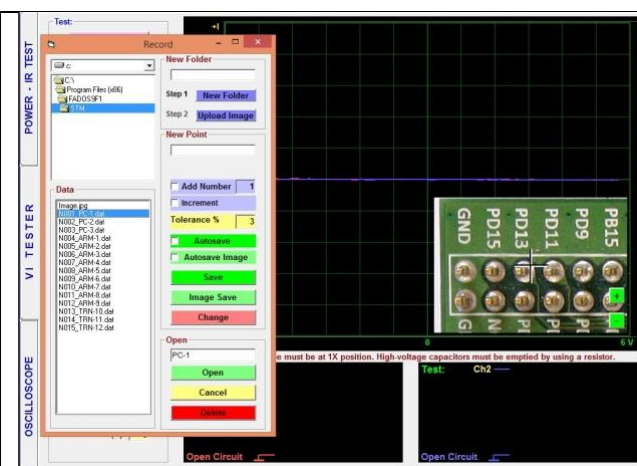 Test:
Record
POWER - IR TEST
VI TESTER
OSCILLOSCOPE
c:
C:\
Program Files (x86)
FADOS9F1
STM
New Folder
Step 1 New Folder
Step 2 Upload Image
New Point
Add Number 1
Increment
Tolerance % 3
Autosave
Autosave Image
Save
Image Save
Change
Data
Image.jpg
N001_PC-1.dat
N002_PC-2.dat
N003_PC-3.dat
N004_ARM-1.dat
N005_ARM-2.dat
N006_ARM-3.dat
N007_ARM-4.dat
N008_ARM-5.dat
N009_ARM-6.dat
N010_ARM-7.dat
N011_ARM-8.dat
N012_ARM-9.dat
N013_TRN-10.dat
N014_TRN-11.dat
N015_TRN-12.dat
Open
PC-1
Open
Cancel
Delete
+I
GND
PD15
PD13
PD11
PD9
PB15
0
6 V
must be at 1X position. High-voltage capacitors must be emptied by using a resistor.
Open Circuit
Test: Ch2
Open Circuit